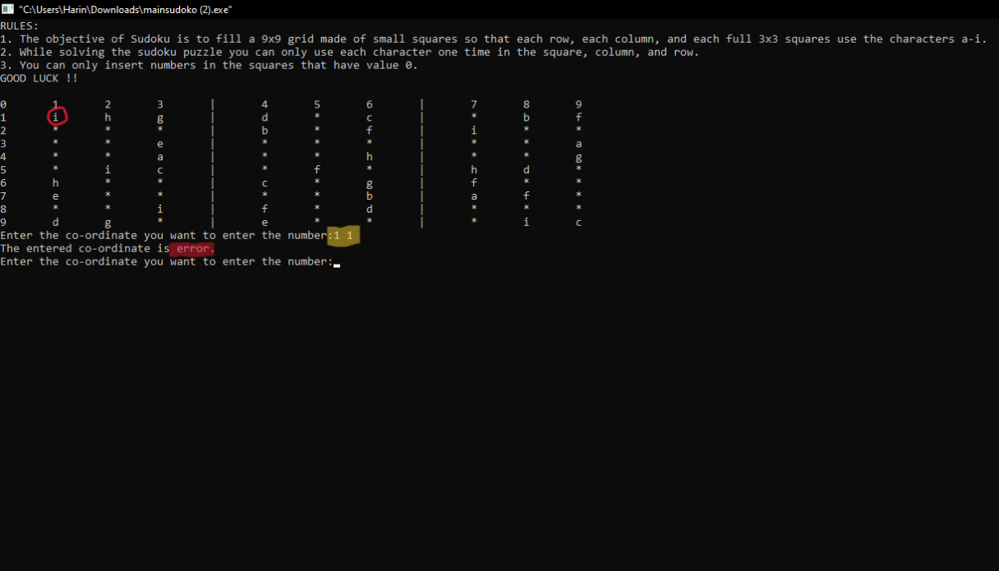 "C:\Users\Harin\Downloads\mainsudoko (2).exe"
RULES:
1. The objective of Sudoku is to fill a 9x9 grid made of small squares so that each row, each column, and each full 3x3 squares use the characters a-i.
2. While solving the sudoku puzzle you can only use each character one time in the square, column, and row.
3. You can only insert numbers in the squares that have value 0.
GOOD LUCK !!
0 1 2 3 | 4 5 6 | 7 8 9
1 i h g | d * c | * b f
2 * * * | b * f | i * *
3 * * e | * * * | * * a
4 * * a | * * h | * * g
5 * i c | * f * | h d *
6 h * * | c * g | f * *
7 e * * | * * b | a f *
8 * * i | f * d | * * *
9 d g * | e * * | * i c
Enter the co-ordinate you want to enter the number:1 1
The entered co-ordinate is error.
Enter the co-ordinate you want to enter the number: